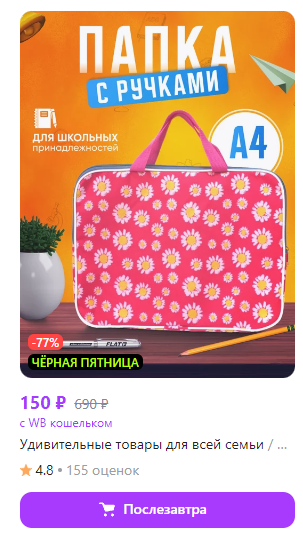 ПАПКА
С РУЧКАМИ
ДЛЯ ШКОЛЬНЫХ
ПРИНАДЛЕЖНОСТЕЙ
А4
-77%
FLATO
ЧЁРНАЯ ПЯТНИЦА
150 ₽ 690 ₽
с WB кошельком
Удивительные товары для всей семьи / ...
4.8 • 155 оценок
Послезавтра